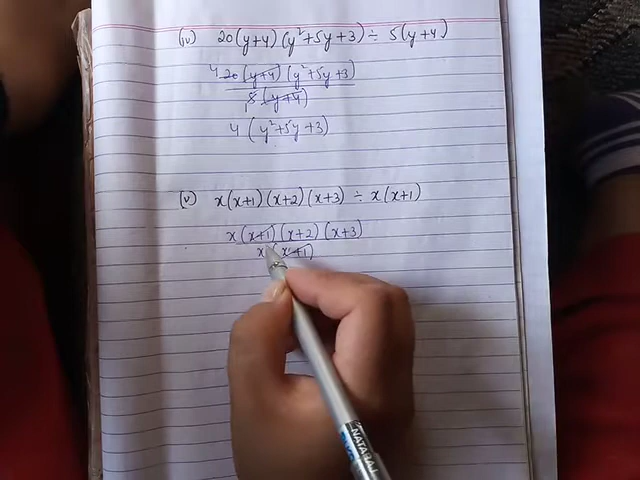 (iv) 20(y+4)(y²+5y+3) ÷ 5(y+4)
4 20(y+4)(y²+5y+3)
1 5(y+4)
4(y²+5y+3)
(v) x(x+1)(x+2)(x+3) ÷ x(x+1)
x(x+1)(x+2)(x+3)
x(x+1)
NATARAJ